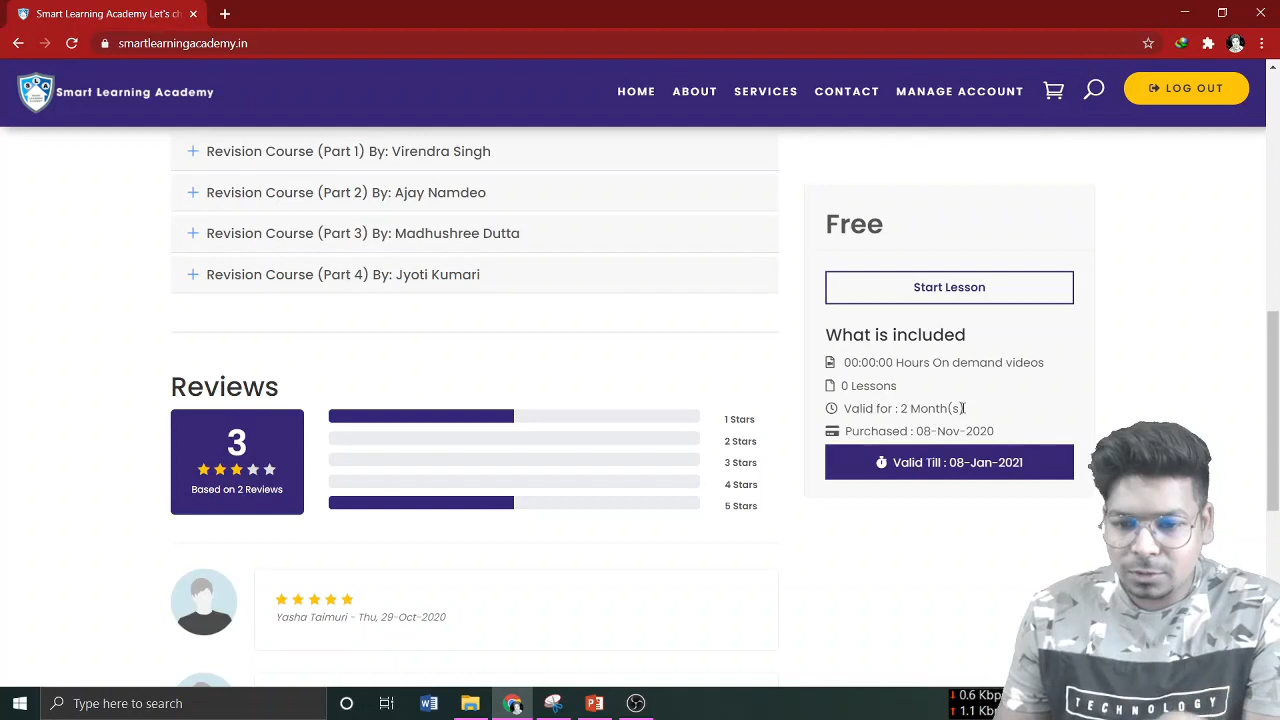 Smart Learning Academy Let's ch
smartlearningacademy.in
Smart Learning Academy
HOME ABOUT SERVICES CONTACT MANAGE ACCOUNT LOG OUT
Revision Course (Part 1) By: Virendra Singh
Revision Course (Part 2) By: Ajay Namdeo
Revision Course (Part 3) By: Madhushree Dutta
Revision Course (Part 4) By: Jyoti Kumari
Free
Start Lesson
What is included
00:00:00 Hours On demand videos
0 Lessons
Valid for : 2 Month(s)
Purchased : 08-Nov-2020
Valid Till : 08-Jan-2021
Reviews
3
Based on 2 Reviews
1 Stars
2 Stars
3 Stars
4 Stars
5 Stars
Yasha Taimuri - Thu, 29-Oct-2020
TECHNOLOGY
Type here to search
0.6 Kbp
1.1 Kbp